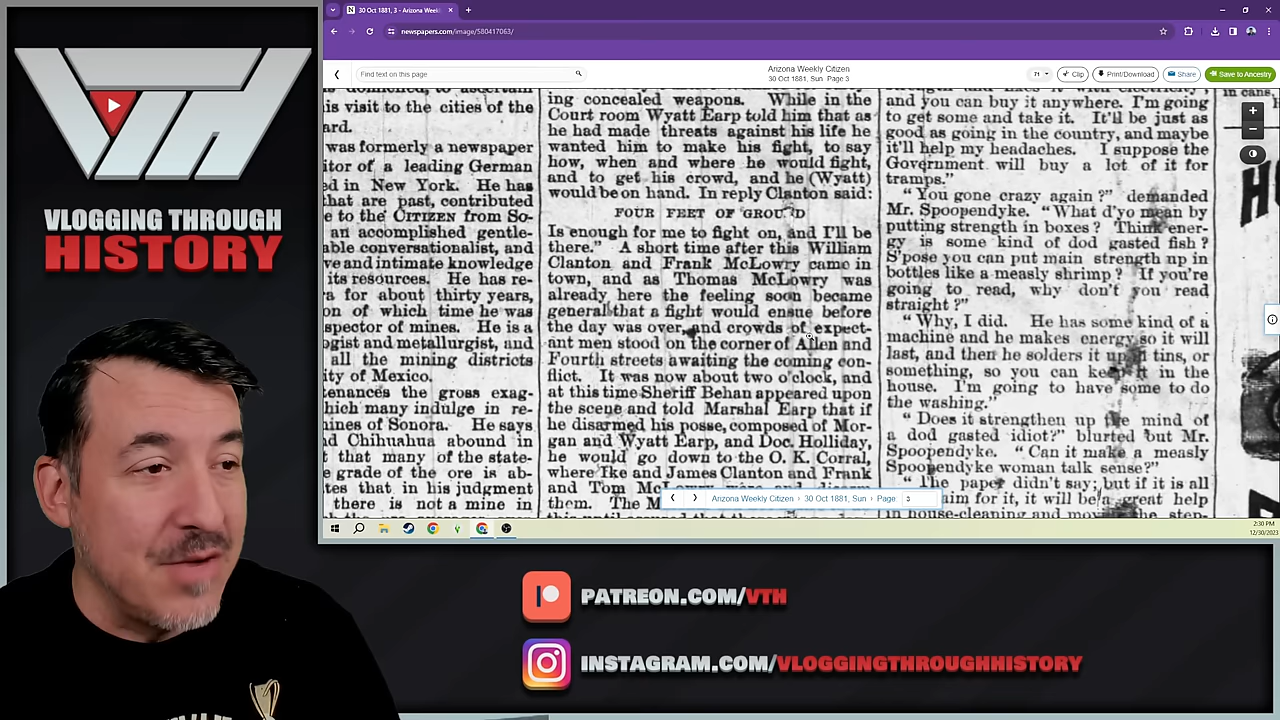 VTH
VLOGGING THROUGH
HISTORY
30 Oct 1881, 3 - Arizona Week
newspapers.com/image/580417063/
Find text on this page
Arizona Weekly Citizen
30 Oct 1881, Sun Page 3
71
Clip
Print/Download
Share
Save to Ancestry
his visit to the cities of the
ard.
was formerly a newspaper
itor of a leading German
ed in New York. He has
that are past, contributed
e to the CITIZEN from So-
an accomplished gentle-
able conversationalist, and
ve and intimate knowledge
its resources. He has re-
a for about thirty years,
on of which time he was
spector of mines. He is a
ogist and metallurgist, and
all the mining districts
ity of Mexico.
tenances the gross exag-
hich many indulge in re-
nines of Sonora. He says
nd Chihuahua abound in
t that many of the state-
e grade of the ore is ab-
tes that in his judgment
there is not a mine in
ing concealed weapons. While in the
Court room Wyatt Earp told him that as
he had made threats against his life he
wanted him to make his fight, to say
how, when and where he would fight,
and to get his crowd, and he (Wyatt)
would be on hand. In reply Clanton said:
FOUR FEET OF GROUND
Is enough for me to fight on, and I'll be
there." A short time after this William
Clanton and Frank McLowry came in
town, and as Thomas McLowry was
already here the feeling soon became
general that a fight would ensue before
the day was over, and crowds of expect-
ant men stood on the corner of Allen and
Fourth streets awaiting the coming con-
flict. It was now about two o'clock, and
at this time Sheriff Behan appeared upon
the scene and told Marshal Earp that if
he disarmed his posse, composed of Mor-
gan and Wyatt Earp, and Doc. Holliday,
he would go down to the O. K. Corral,
where Ike and James Clanton and Frank
and Tom McLowry were and disarm
them. The M
and you can buy it anywhere. I'm going
to get some and take it. It'll be just as
good as going in the country, and maybe
it'll help my headaches. I suppose the
Government will buy a lot of it for
tramps."
"You gone crazy again?" demanded
Mr. Spoopendyke. "What d'yo mean by
putting strength in boxes? Think ener-
gy is some kind of dod gasted fish?
S'pose you can put main strength up in
bottles like a measly shrimp? If you're
going to read, why don't you read
straight?"
"Why, I did. He has some kind of a
machine and he makes energy so it will
last, and then he solders it up in tins, or
something, so you can keep it in the
house. I'm going to have some to do
the washing."
"Does it strengthen up the mind of
a dod gasted idiot?" blurted but Mr.
Spoopendyke. "Can it make a measly
Spoopendyke woman talk sense?"
"The paper didn't say; but if it is all
aim for it, it will be a great help
in house-cleaning and moving the step-
in cans,
Arizona Weekly Citizen
30 Oct 1881, Sun
Page:
2:30 PM
12/30/2023
PATREON.COM/VTH
INSTAGRAM.COM/VLOGGINGTHROUGHHISTORY